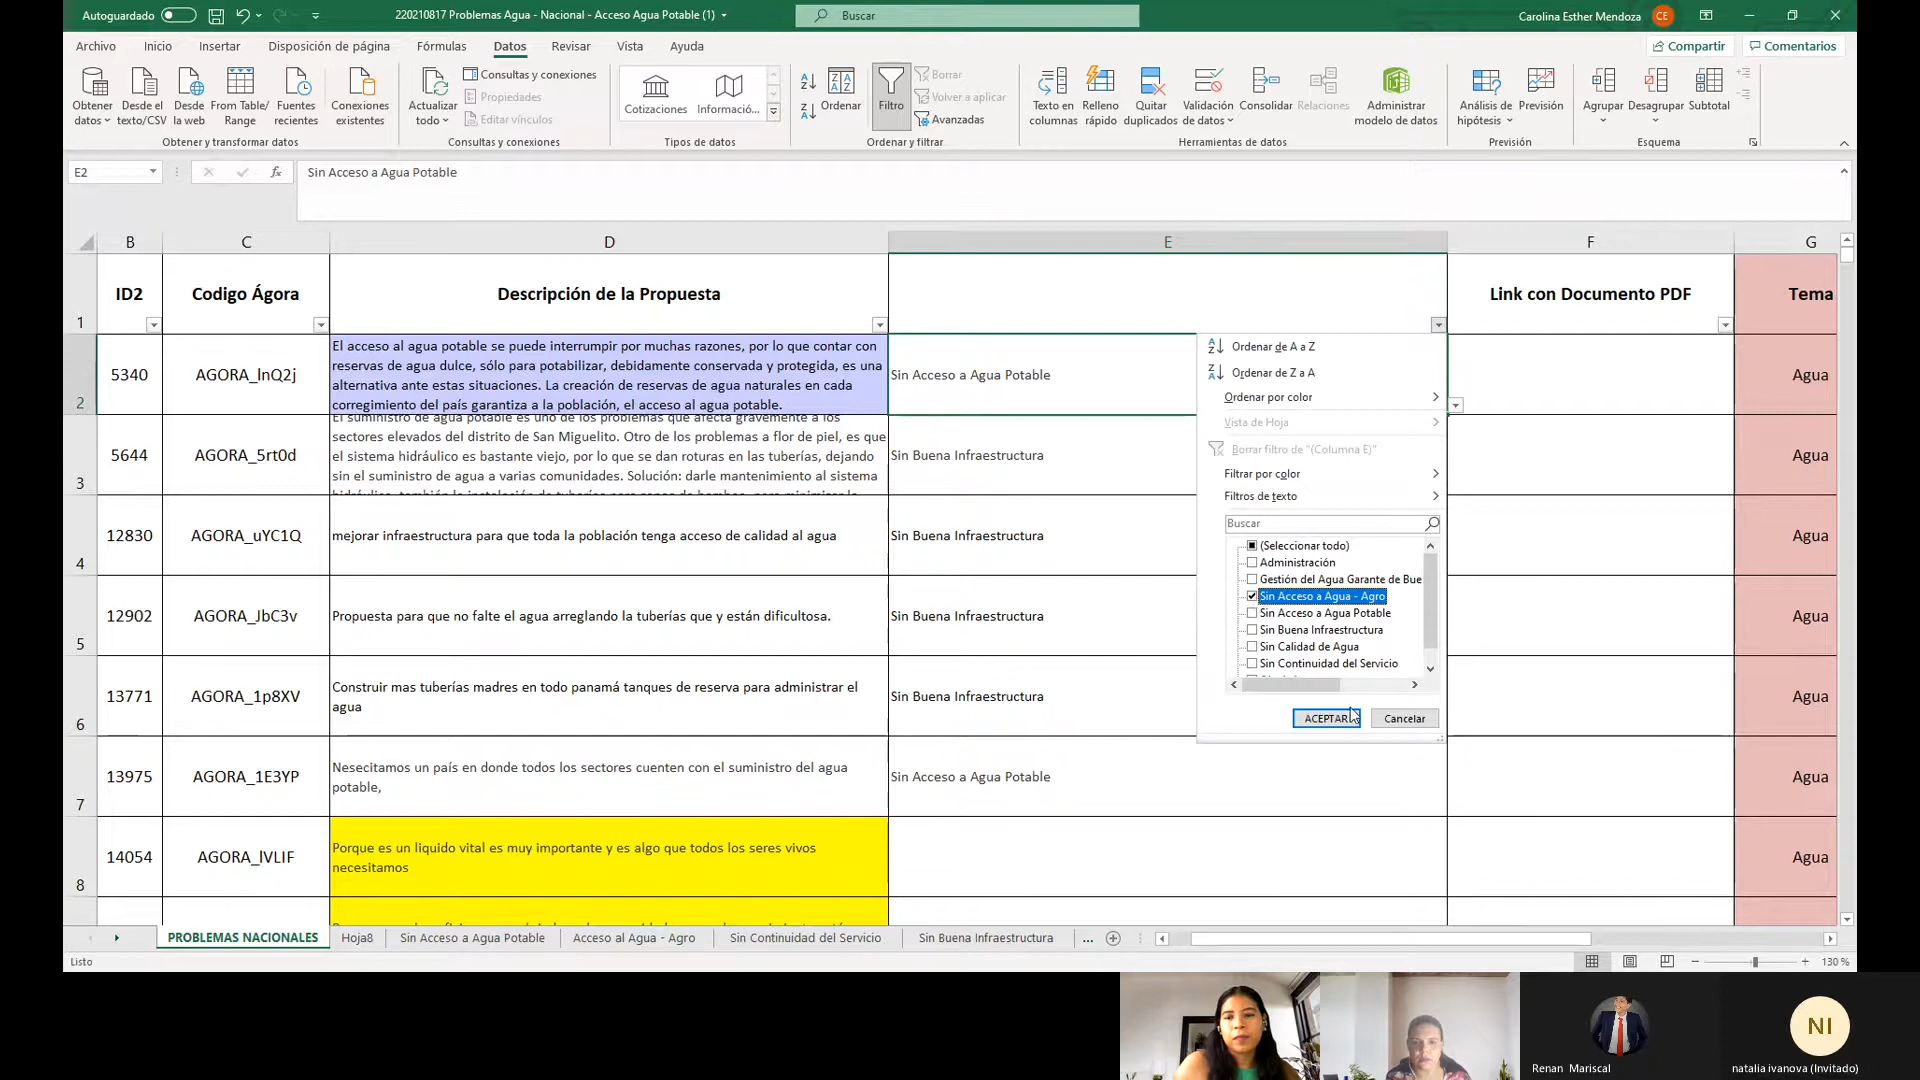 Autoguardado
220210817 Problemas Agua - Nacional - Acceso Agua Potable (1)
Buscar
Carolina Esther Mendoza
CE
Archivo Inicio Insertar Disposición de página Fórmulas Datos Revisar Vista Ayuda
Compartir Comentarios
Obtener datos
Desde el texto/CSV
Desde la web
From Table/ Range
Fuentes recientes
Conexiones existentes
Obtener y transformar datos
Actualizar todo
Consultas y conexiones
Propiedades
Editar vínculos
Consultas y conexiones
Cotizaciones
Informació...
Tipos de datos
Ordenar
Filtro
Borrar
Volver a aplicar
Avanzadas
Ordenar y filtrar
Texto en columnas
Relleno rápido
Quitar duplicados
Validación de datos
Consolidar
Relaciones
Administrar modelo de datos
Herramientas de datos
Análisis de hipótesis
Previsión
Previsión
Agrupar
Desagrupar
Subtotal
Esquema
E2
fx
Sin Acceso a Agua Potable
B C D E F G
1
ID2
Codigo Ágora
Descripción de la Propuesta
Link con Documento PDF
Tema
2
5340
AGORA_lnQ2j
El acceso al agua potable se puede interrumpir por muchas razones, por lo que contar con
reservas de agua dulce, sólo para potabilizar, debidamente conservada y protegida, es una
alternativa ante estas situaciones. La creación de reservas de agua naturales en cada
corregimiento del país garantiza a la población, el acceso al agua potable.
Sin Acceso a Agua Potable
Agua
3
5644
AGORA_5rt0d
El suministro de agua potable es uno de los problemas que afecta gravemente a los
sectores elevados del distrito de San Miguelito. Otro de los problemas a flor de piel, es que
el sistema hidráulico es bastante viejo, por lo que se dan roturas en las tuberías, dejando
sin el suministro de agua a varias comunidades. Solución: darle mantenimiento al sistema
Sin Buena Infraestructura
Agua
4
12830
AGORA_uYC1Q
mejorar infraestructura para que toda la población tenga acceso de calidad al agua
Sin Buena Infraestructura
Agua
5
12902
AGORA_JbC3v
Propuesta para que no falte el agua arreglando la tuberías que y están dificultosa.
Sin Buena Infraestructura
Agua
6
13771
AGORA_1p8XV
Construir mas tuberías madres en todo panamá tanques de reserva para administrar el
agua
Sin Buena Infraestructura
Agua
7
13975
AGORA_1E3YP
Nesecitamos un país en donde todos los sectores cuenten con el suministro del agua
potable,
Sin Acceso a Agua Potable
Agua
8
14054
AGORA_lVLIF
Porque es un liquido vital es muy importante y es algo que todos los seres vivos
necesitamos
Agua
Ordenar de A a Z
Ordenar de Z a A
Ordenar por color
Vista de Hoja
Borrar filtro de "(Columna E)"
Filtrar por color
Filtros de texto
Buscar
(Seleccionar todo)
Administración
Gestión del Agua Garante de Bue
Sin Acceso a Agua - Agro
Sin Acceso a Agua Potable
Sin Buena Infraestructura
Sin Calidad de Agua
Sin Continuidad del Servicio
ACEPTAR
Cancelar
PROBLEMAS NACIONALES Hoja8 Sin Acceso a Agua Potable Acceso al Agua - Agro Sin Continuidad del Servicio Sin Buena Infraestructura ...
Listo
130 %
NI
Renan Mariscal
natalia ivanova (Invitado)